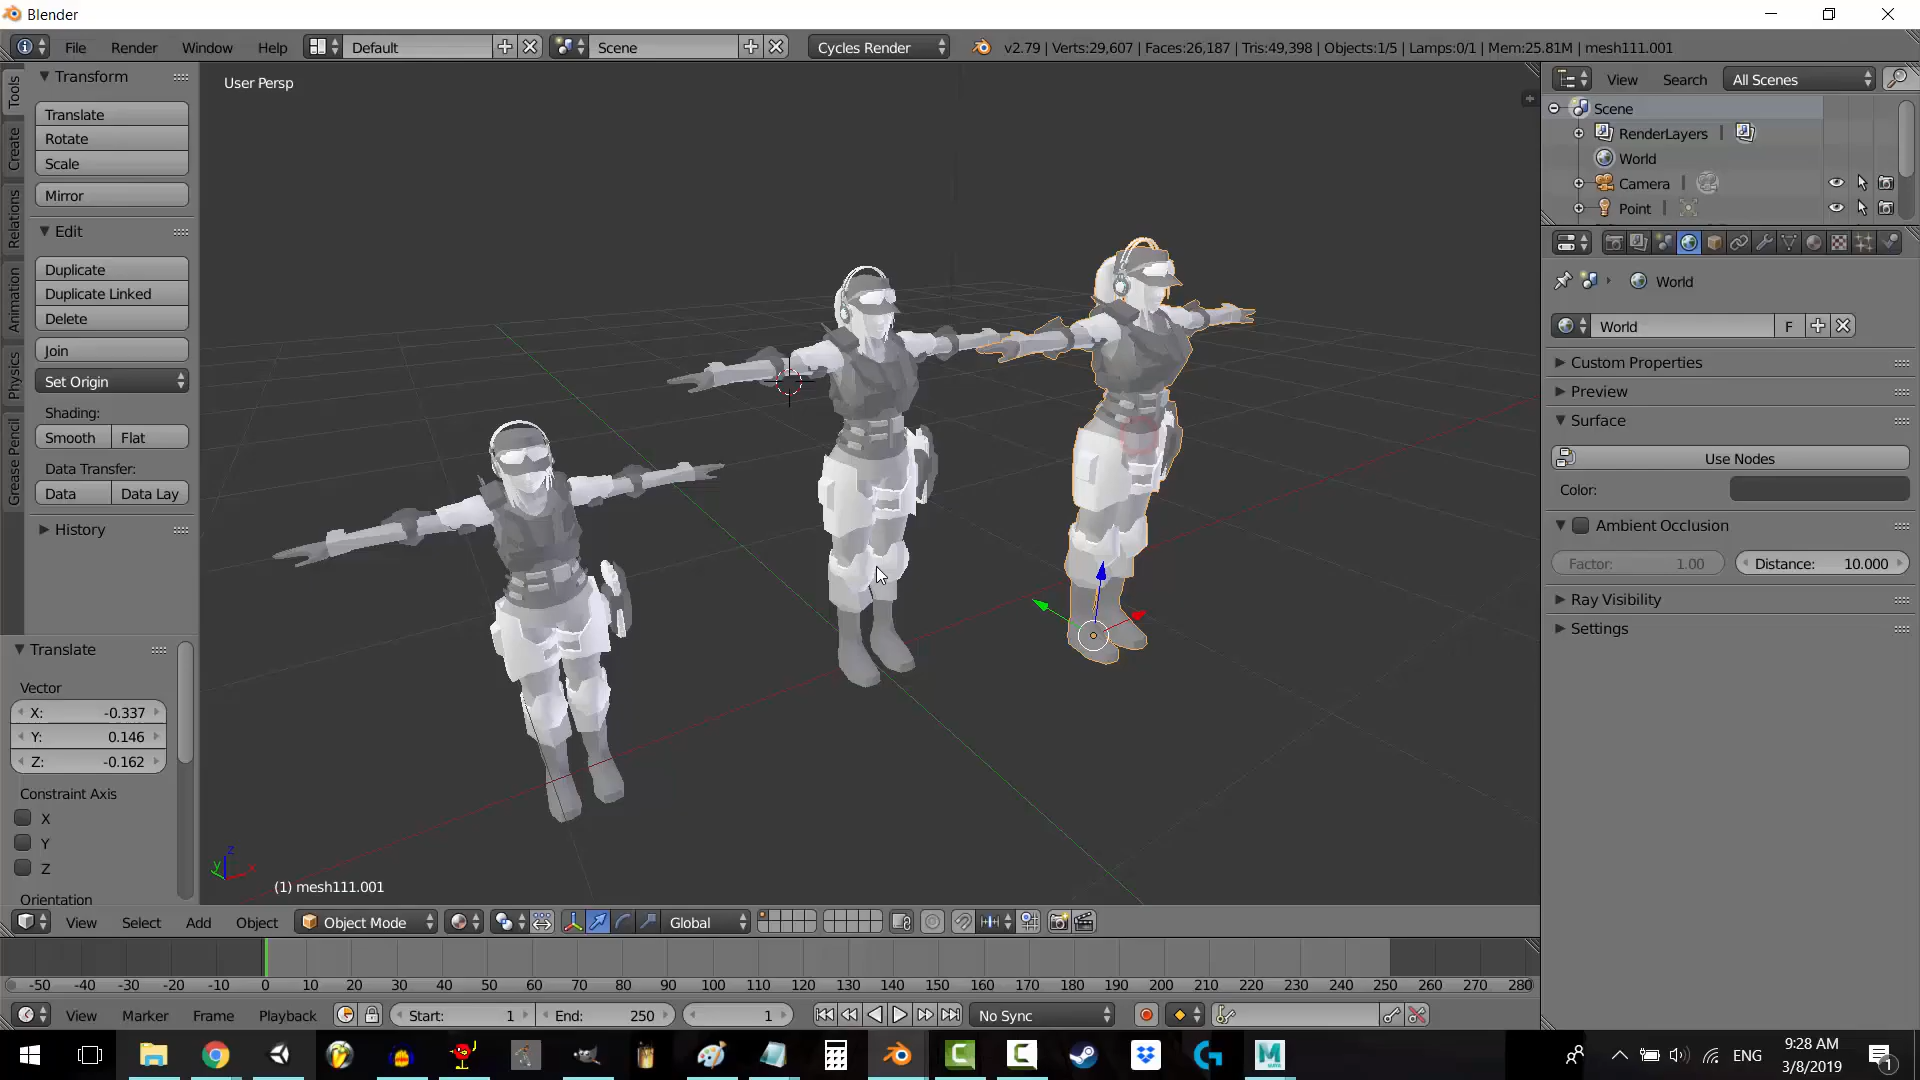 Blender
File Render Window Help Default Scene Cycles Render v2.79 | Verts:29,607 | Faces:26,187 | Tris:49,398 | Objects:1/5 | Lamps:0/1 | Mem:25.81M | mesh111.001
Tools
Create
Relations
Animation
Physics
Grease Pencil
Transform
Translate
Rotate
Scale
Mirror
Edit
Duplicate
Duplicate Linked
Delete
Join
Set Origin
Shading:
Smooth Flat
Data Transfer:
Data Data Lay
History
Translate
Vector
X: -0.337
Y: 0.146
Z: -0.162
Constraint Axis
X
Y
Z
Orientation
User Persp
z
y x
(1) mesh111.001
View Search All Scenes
Scene
RenderLayers |
World
Camera |
Point |
World
World F
Custom Properties
Preview
Surface
Use Nodes
Color:
Ambient Occlusion
Factor: 1.00 Distance: 10.000
Ray Visibility
Settings
View Select Add Object Object Mode Global
-50 -40 -30 -20 -10 0 10 20 30 40 50 60 70 80 90 100 110 120 130 140 150 160 170 180 190 200 210 220 230 240 250 260 270 280
View Marker Frame Playback Start: 1 End: 250 1 No Sync
ENG 9:28 AM
3/8/2019
1